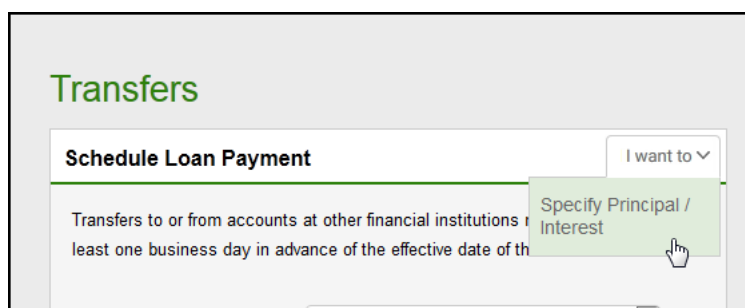 Transfers
Schedule Loan Payment
I want to
Specify Principal /
Interest
Transfers to or from accounts at other financial institutions
least one business day in advance of the effective date of